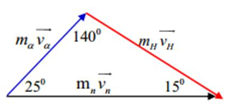 m_α v_α→ 140⁰ m_H v_H→
25⁰ m_n v_n→ 15⁰